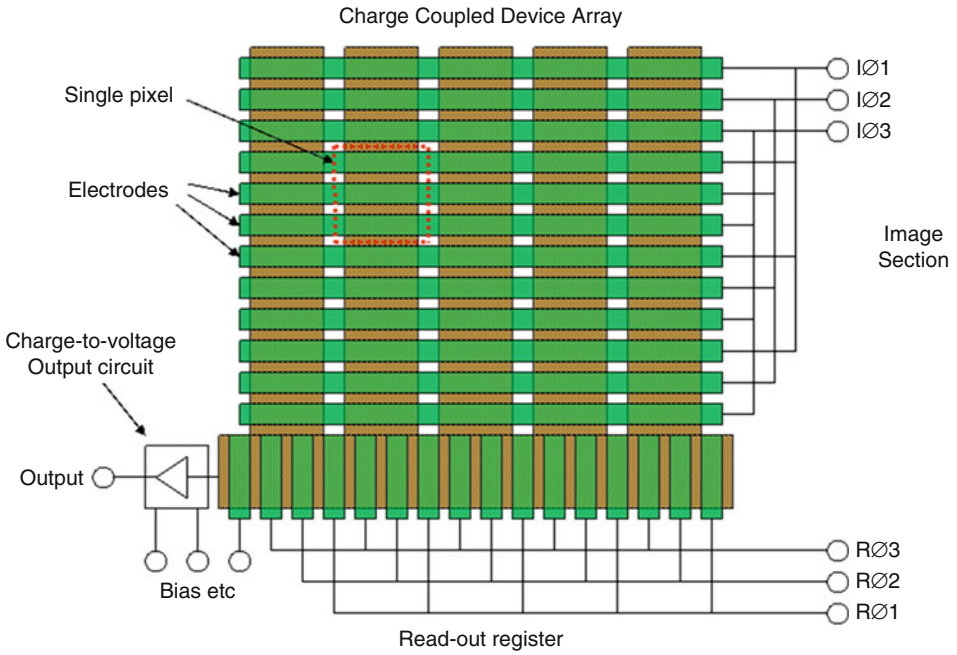 Charge Coupled Device Array
IØ1
Single pixel
IØ2
IØ3
Electrodes
Image
Section
Charge-to-voltage
Output circuit
Output
Bias etc
RØ3
RØ2
RØ1
Read-out register